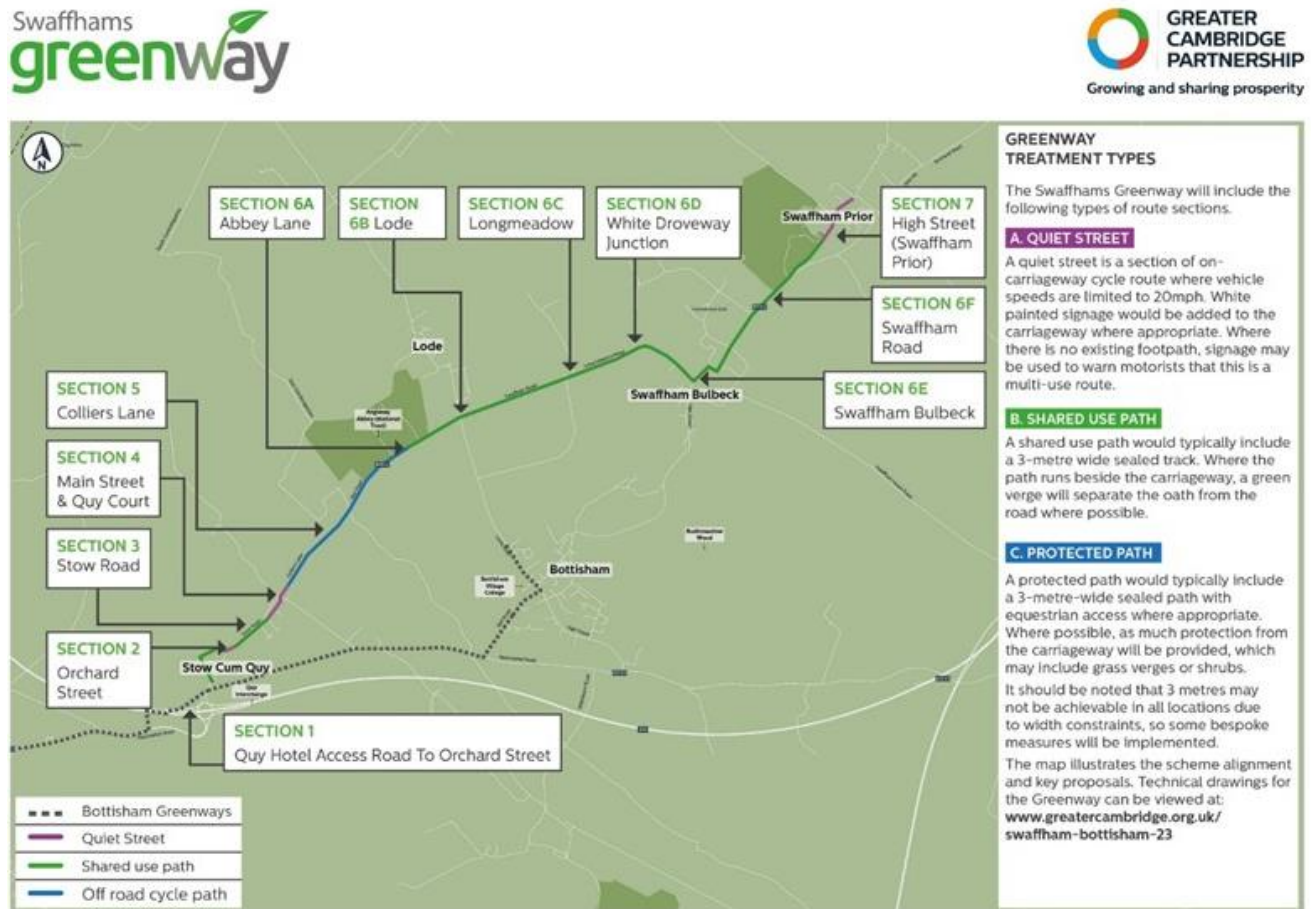 Swaffhams
greenway
GREATER
CAMBRIDGE
PARTNERSHIP
Growing and sharing prosperity
N
SECTION 6A
Abbey Lane
SECTION
6B Lode
SECTION 6C
Longmeadow
SECTION 6D
White Droveway
Junction
Swaffham Prior
SECTION 7
High Street
(Swaffham
Prior)
SECTION 6F
Swaffham
Road
SECTION 6E
Swaffham Bulbeck
Lode
Swaffham Bulbeck
SECTION 5
Colliers Lane
Anglesey
Abbey (National
Trust)
SECTION 4
Main Street
& Quy Court
SECTION 3
Stow Road
Bottisham
Bottisham
Village
College
SECTION 2
Orchard
Street
Stow Cum Quy
Quy
Interchange
SECTION 1
Quy Hotel Access Road To Orchard Street
Bottisham Greenways
Quiet Street
Shared use path
Off road cycle path
GREENWAY
TREATMENT TYPES
The Swaffhams Greenway will include the
following types of route sections.
A. QUIET STREET
A quiet street is a section of on-
carriageway cycle route where vehicle
speeds are limited to 20mph. White
painted signage would be added to the
carriageway where appropriate. Where
there is no existing footpath, signage may
be used to warn motorists that this is a
multi-use route.
B. SHARED USE PATH
A shared use path would typically include
a 3-metre wide sealed track. Where the
path runs beside the carriageway, a green
verge will separate the oath from the
road where possible.
C. PROTECTED PATH
A protected path would typically include
a 3-metre-wide sealed path with
equestrian access where appropriate.
Where possible, as much protection from
the carriageway will be provided, which
may include grass verges or shrubs.
It should be noted that 3 metres may
not be achievable in all locations due
to width constraints, so some bespoke
measures will be implemented.
The map illustrates the scheme alignment
and key proposals. Technical drawings for
the Greenway can be viewed at:
www.greatercambridge.org.uk/
swaffham-bottisham-23